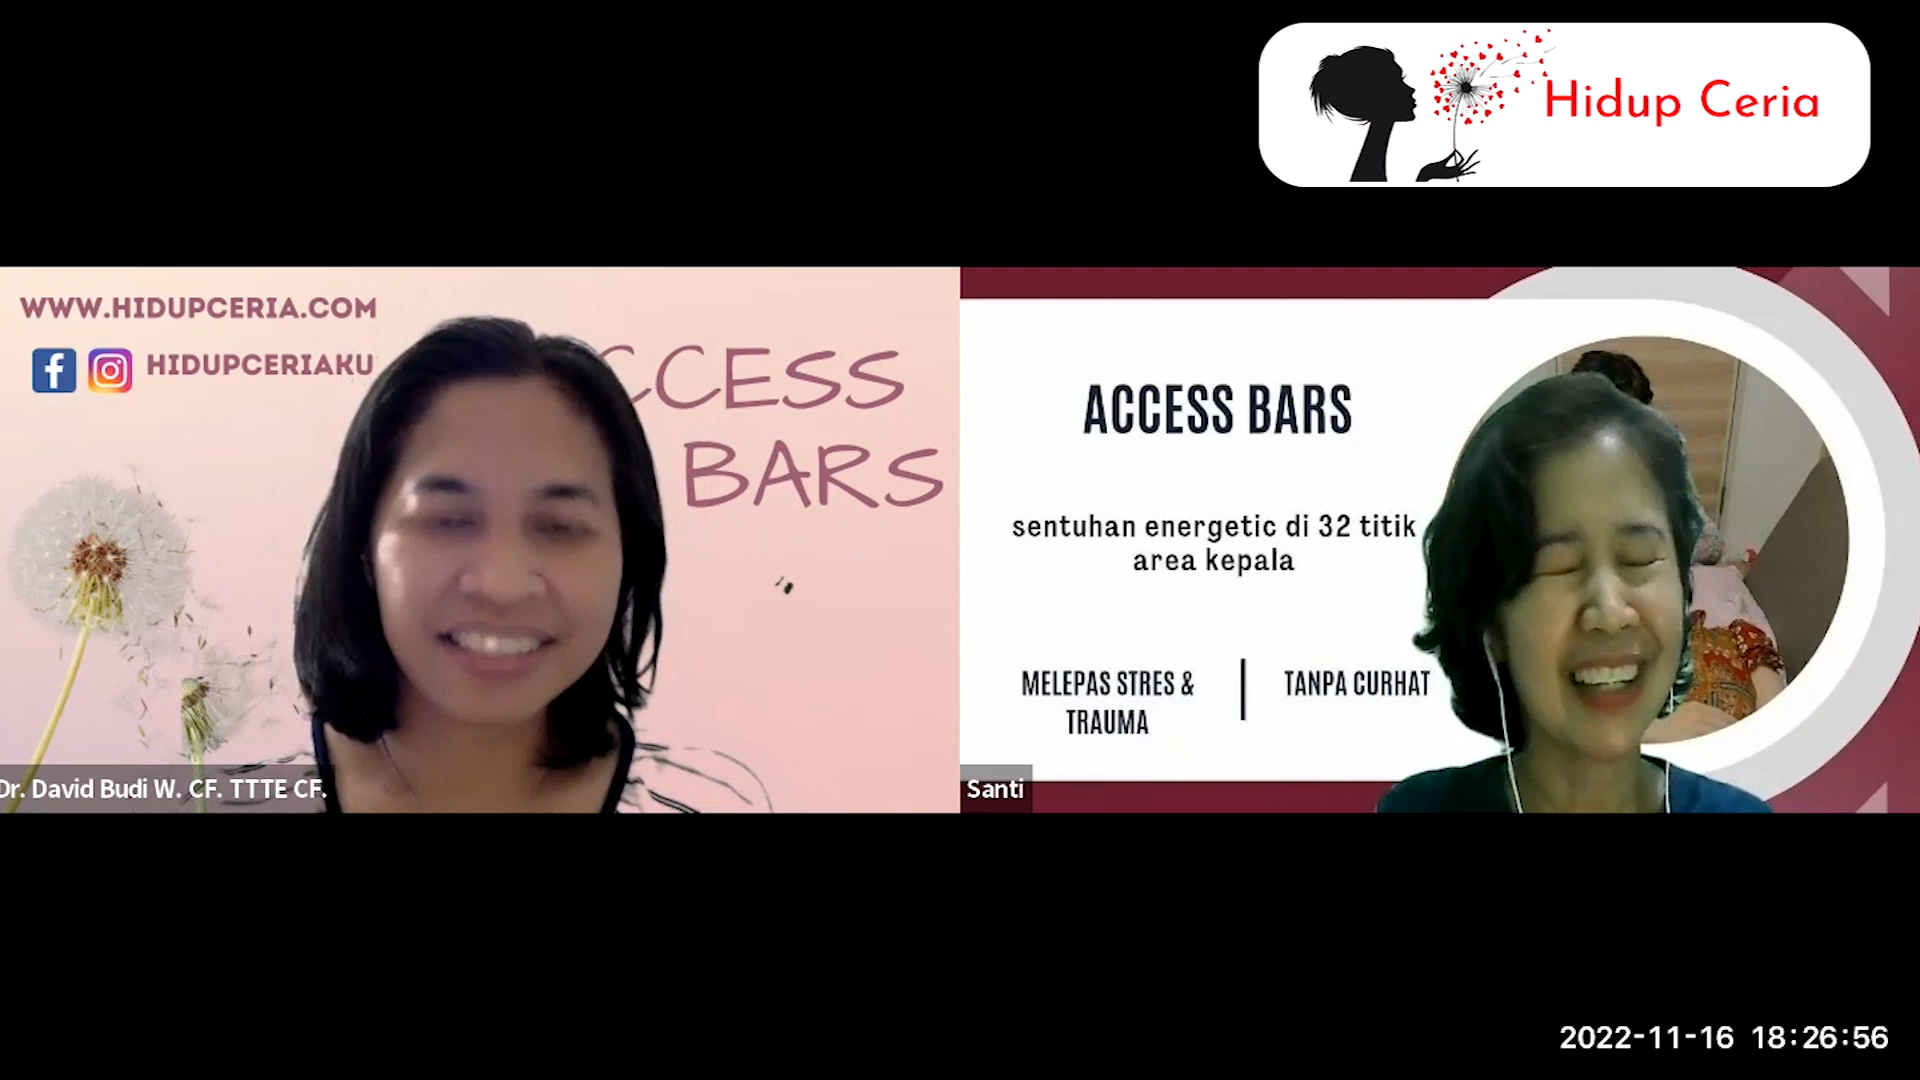 Hidup Ceria
WWW.HIDUPCERIA.COM
HIDUPCERIAKU
CCESS
BARS
Dr. David Budi W. CF. TTTE CF.
ACCESS BARS
sentuhan energetic di 32 titik
area kepala
MELEPAS STRES &
TRAUMA
TANPA CURHAT
Santi
2022-11-16 18:26:56